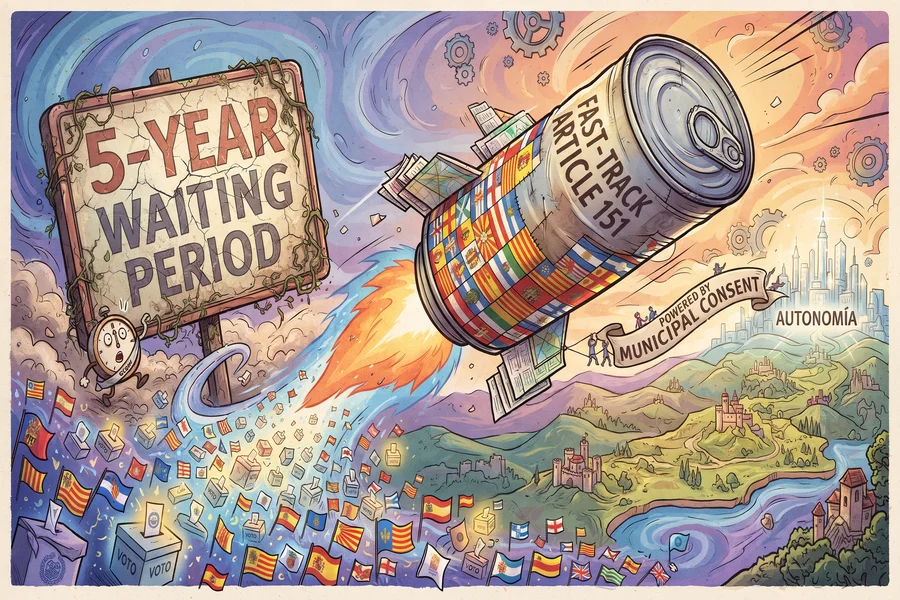 5-YEAR
WAITING
PERIOD
FAST-TRACK
ARTICLE 151
POWERED BY
MUNICIPAL CONSENT
AUTONOMÍA
VOTO
VOTO